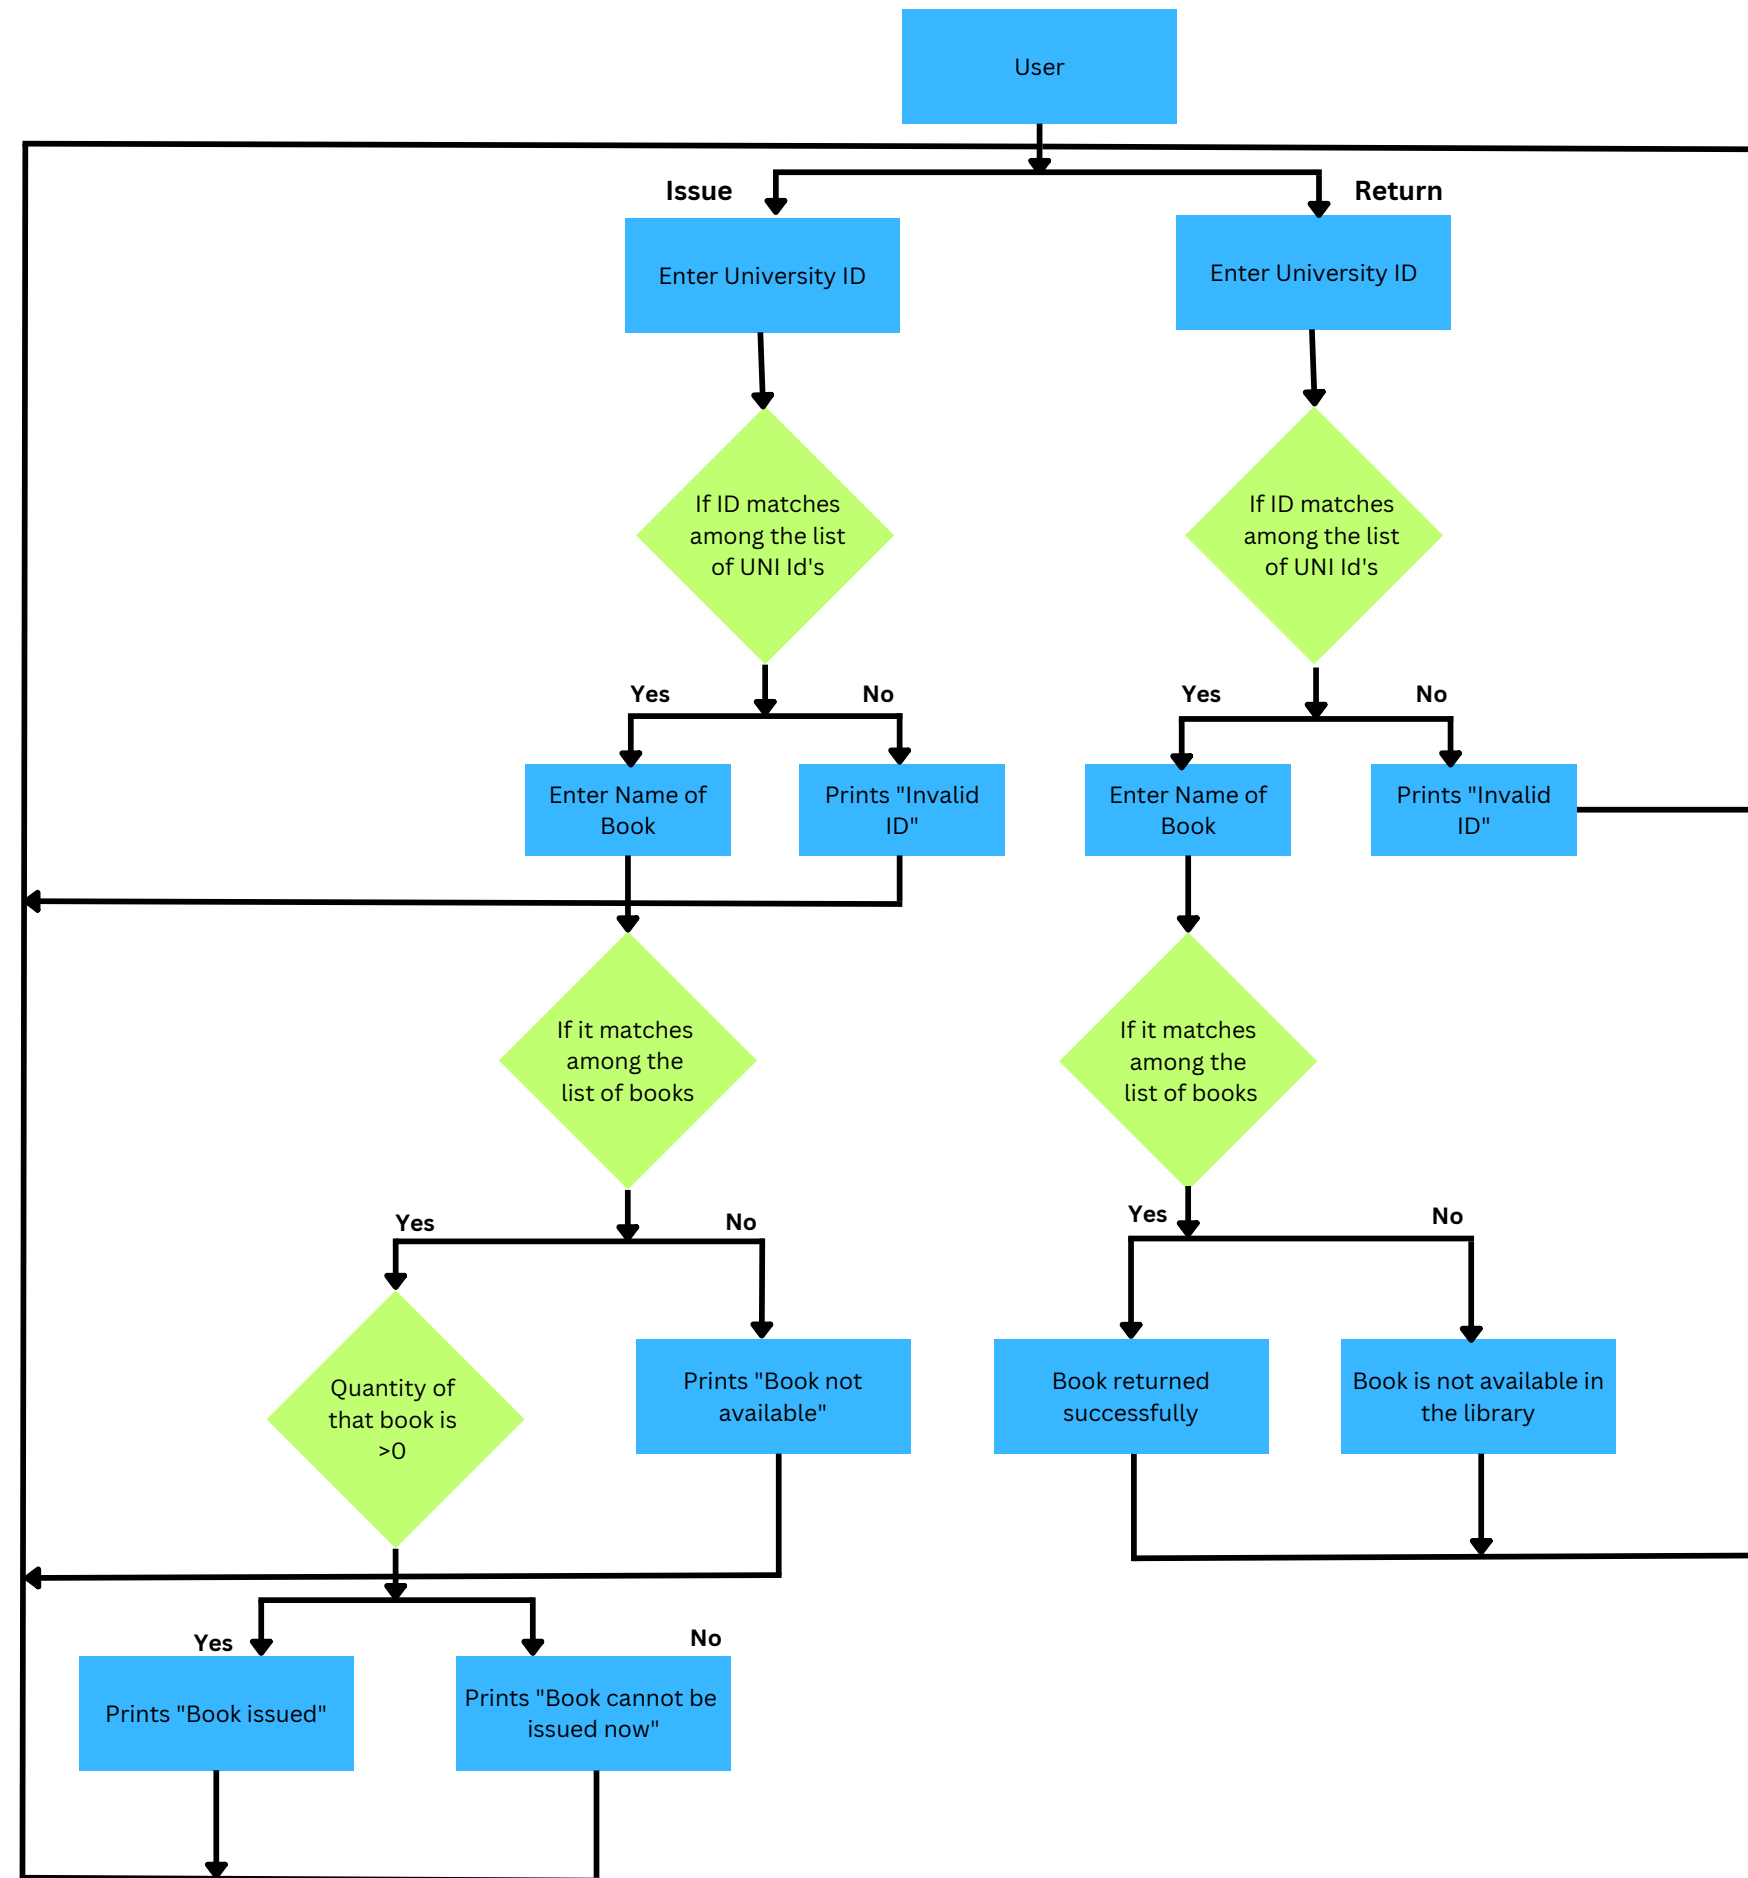 User
Issue
Return
Enter University ID
Enter University ID
If ID matches
among the list
of UNI Id's
If ID matches
among the list
of UNI Id's
Yes
No
Yes
No
Enter Name of
Book
Prints "Invalid
ID"
Enter Name of
Book
Prints "Invalid
ID"
If it matches
among the
list of books
If it matches
among the
list of books
Yes
No
Yes
No
Quantity of
that book is
>0
Prints "Book not
available"
Book returned
successfully
Book is not available in
the library
Yes
No
Prints "Book issued"
Prints "Book cannot be
issued now"